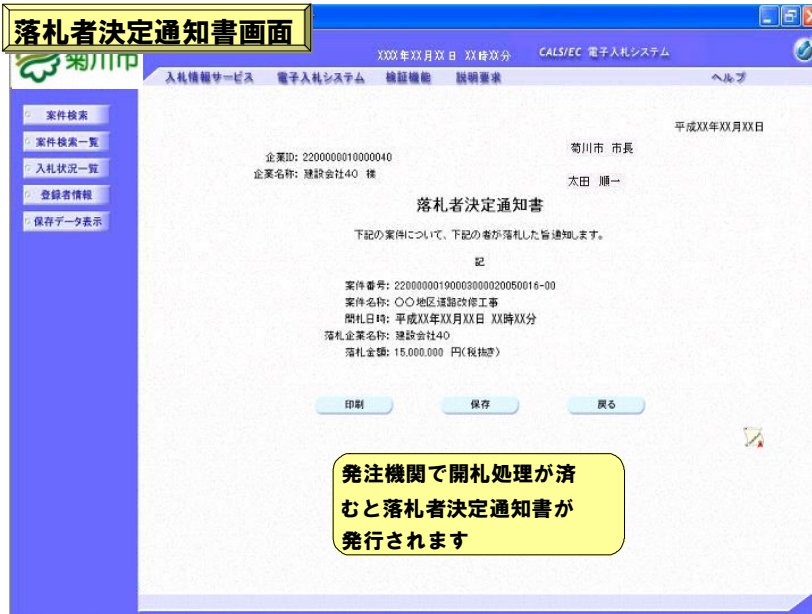 落札者決定通知書画面
菊川市
XXXX年XX月XX日 XX時XX分
CALS/EC 電子入札システム
入札情報サービス 電子入札システム 検証機能 説明要求 ヘルプ
案件検索
案件検索一覧
入札状況一覧
登録者情報
保存データ表示
平成XX年XX月XX日
菊川市 市長
企業ID: 2200000010000040
企業名称: 建設会社40 様
太田 順一
落札者決定通知書
下記の案件について、下記の者が落札した旨通知します。
記
案件番号: 22000000190003000020050016-00
案件名称: 〇〇地区道路改修工事
開札日時: 平成XX年XX月XX日 XX時XX分
落札企業名称: 建設会社40
落札金額: 15,000,000 円(税抜き)
印刷 保存 戻る
発注機関で開札処理が済
むと落札者決定通知書が
発行されます